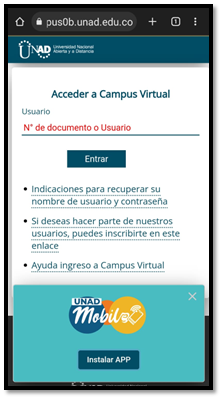 pus0b.unad.edu.co
1
UNAD Universidad Nacional
Abierta y a Distancia
Acceder a Campus Virtual
Usuario
N° de documento o Usuario
Entrar
Indicaciones para recuperar su
nombre de usuario y contraseña
Si deseas hacer parte de nuestros
usuarios, puedes inscribirte en este
enlace
Ayuda ingreso a Campus Virtual
UNAD
Mobil
Instalar APP